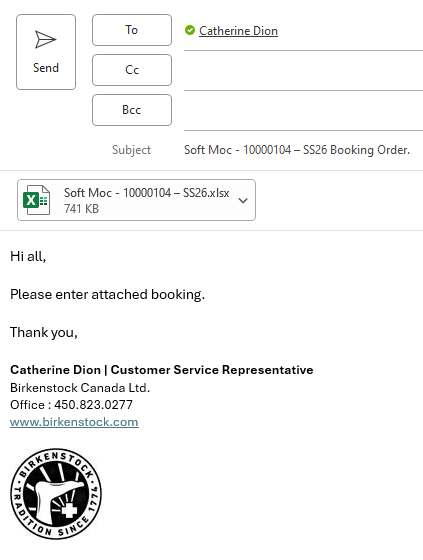 Send
To
Catherine Dion
Cc
Bcc
Subject
Soft Moc - 10000104 – SS26 Booking Order.
Soft Moc - 10000104 – SS26.xlsx
741 KB
Hi all,
Please enter attached booking.
Thank you,
Catherine Dion | Customer Service Representative
Birkenstock Canada Ltd.
Office : 450.823.0277
www.birkenstock.com
BIRKENSTOCK
TRADITION SINCE 1774